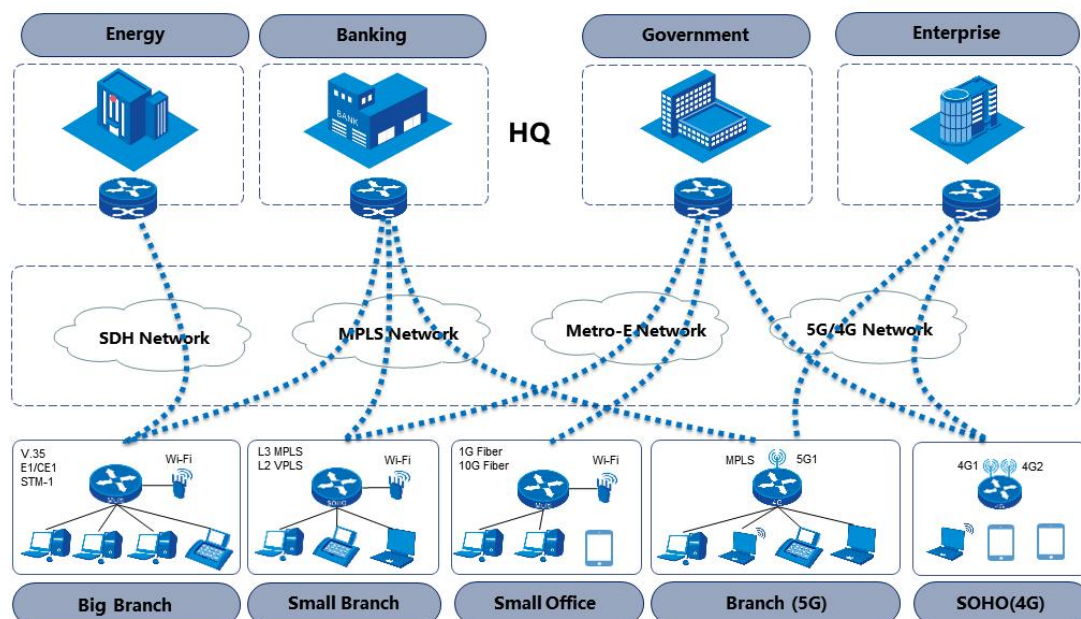 Energy
Banking
Government
Enterprise
BANK
HQ
SDH Network
MPLS Network
Metro-E Network
5G/4G Network
V.35
E1/CE1
STM-1
Wi-Fi
L3 MPLS
L2 VPLS
Wi-Fi
SOHO
1G Fiber
10G Fiber
Wi-Fi
MPLS
5G1
4G
4G1
4G2
Big Branch
Small Branch
Small Office
Branch (5G)
SOHO(4G)